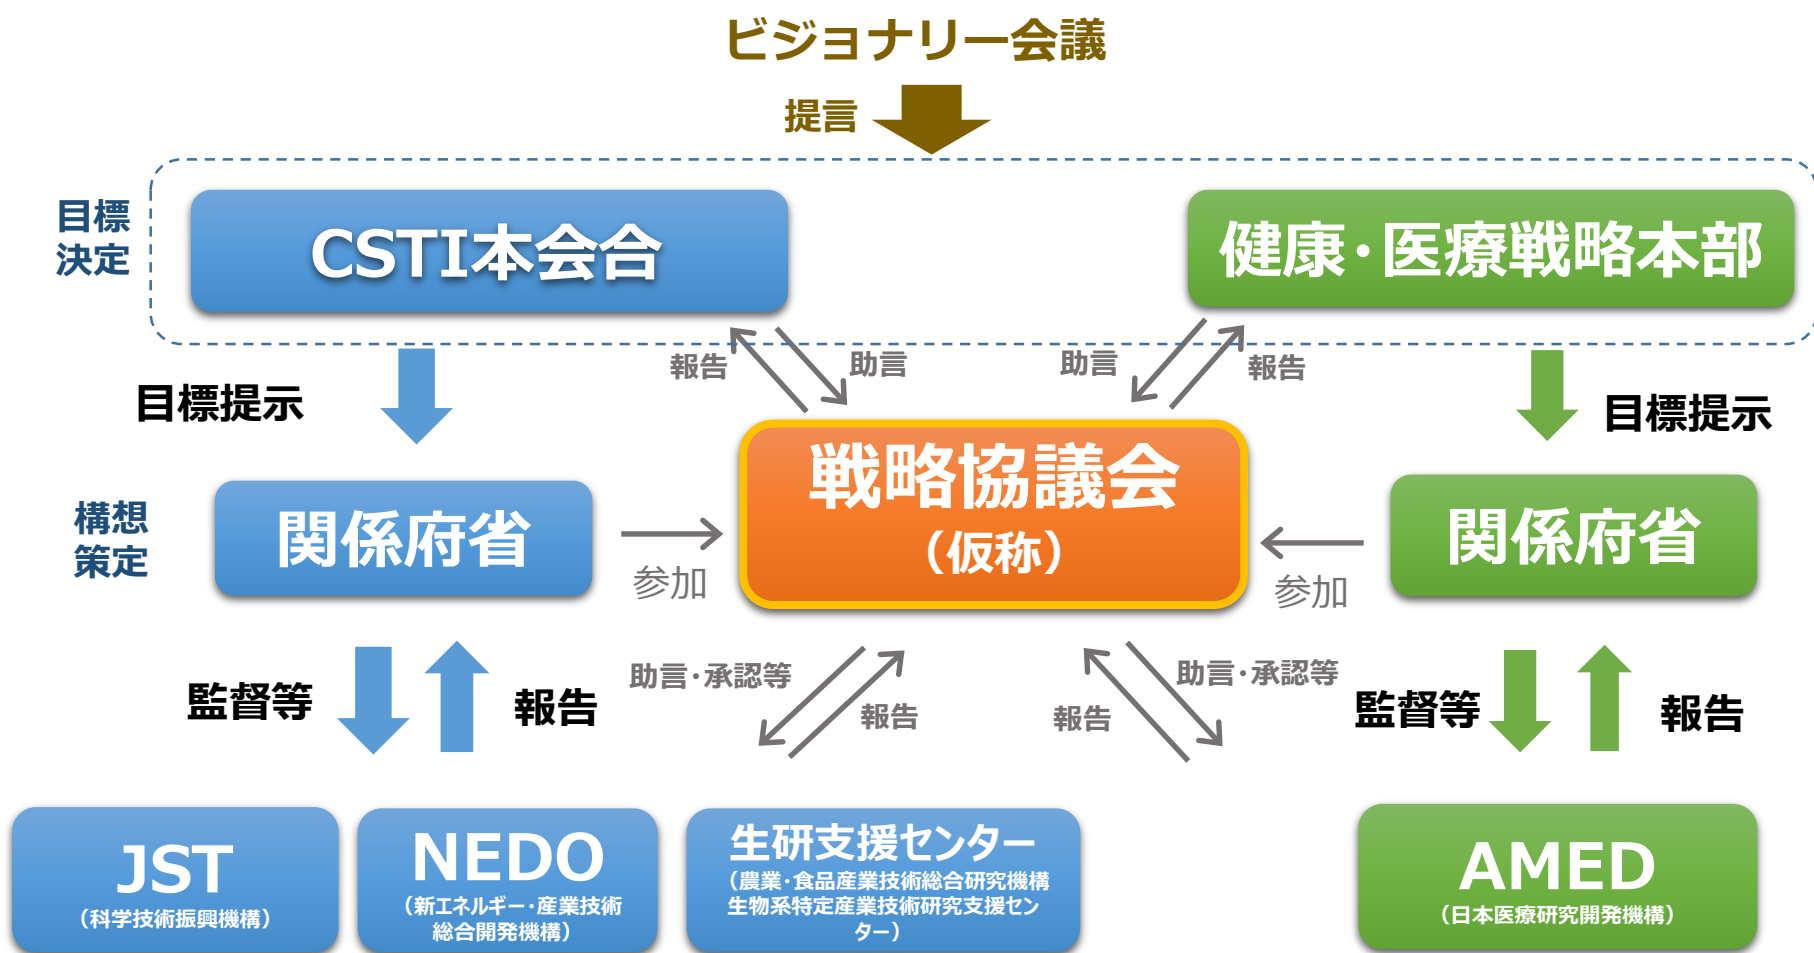 ビジョナリー会議
提言
目標
決定
CSTI本会合
健康・医療戦略本部
報告
助言
助言
報告
目標提示
目標提示
構想
策定
関係府省
参加
戦略協議会
（仮称）
参加
関係府省
監督等
報告
助言・承認等
報告
報告
助言・承認等
監督等
報告
JST
（科学技術振興機構）
NEDO
（新エネルギー・産業技術
総合開発機構）
生研支援センター
（農業・食品産業技術総合研究機構
生物系特定産業技術研究支援セン
ター）
AMED
（日本医療研究開発機構）